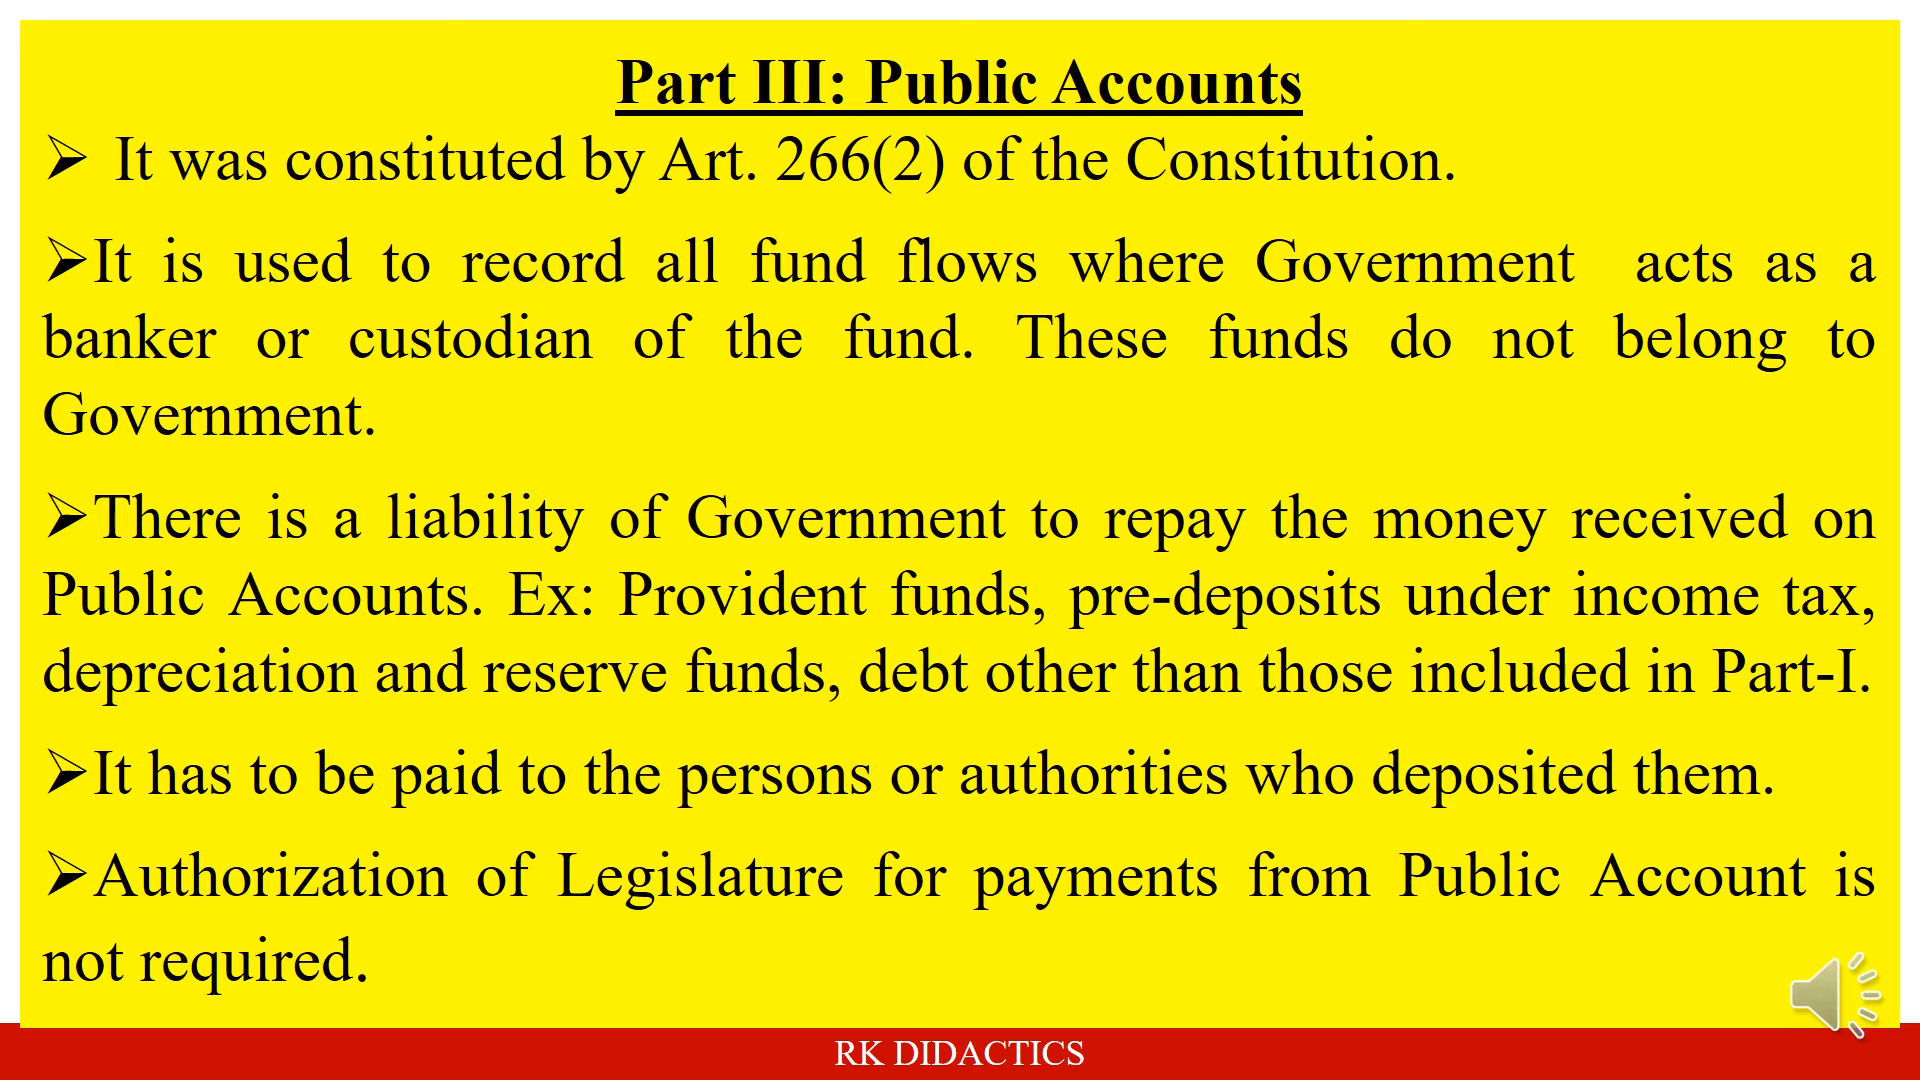 Part III: Public Accounts
➢ It was constituted by Art. 266(2) of the Constitution.
➢It is used to record all fund flows where Government acts as a
banker or custodian of the fund. These funds do not belong to
Government.
➢There is a liability of Government to repay the money received on
Public Accounts. Ex: Provident funds, pre-deposits under income tax,
depreciation and reserve funds, debt other than those included in Part-I.
➢It has to be paid to the persons or authorities who deposited them.
➢Authorization of Legislature for payments from Public Account is
not required.
RK DIDACTICS